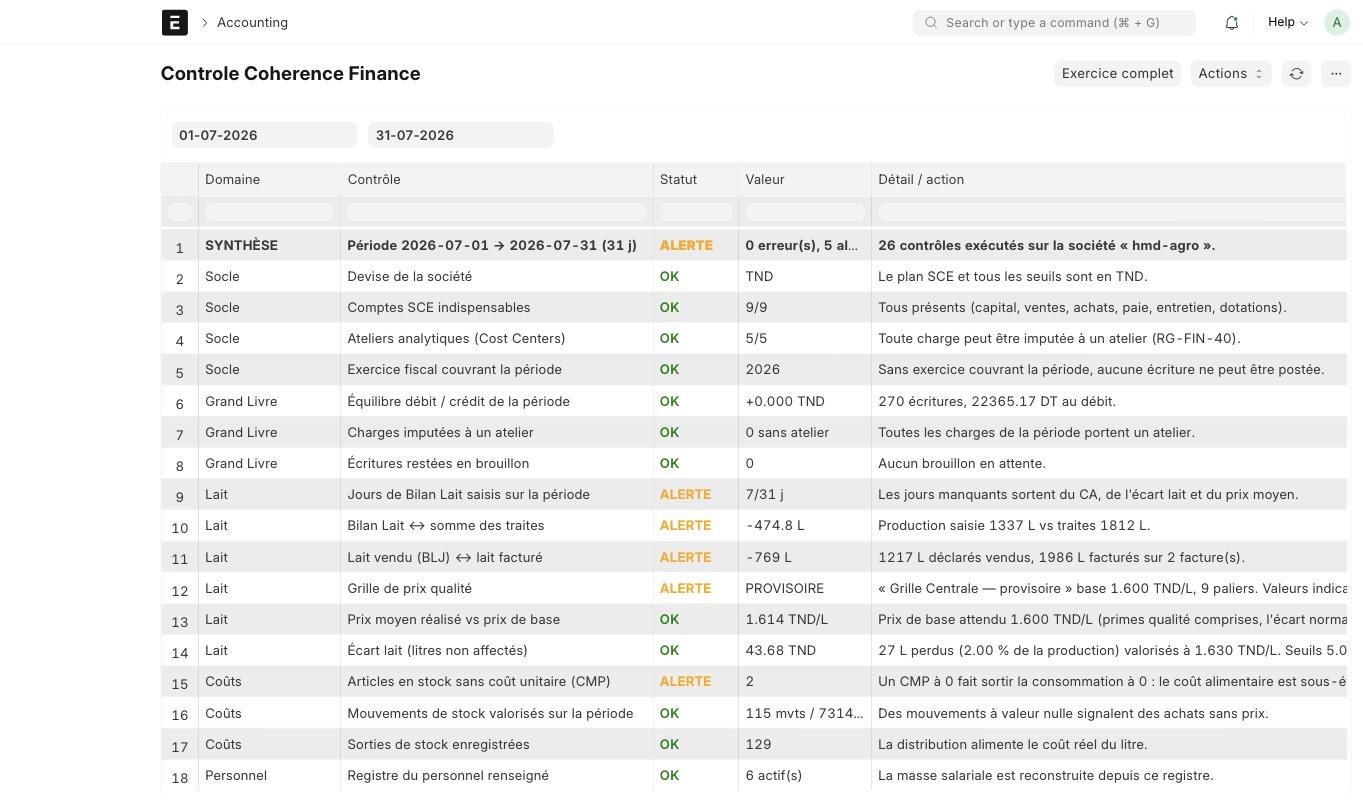 E
Accounting
Search or type a command (⌘ + G)
Help
A
Controle Coherence Finance
Exercice complet
Actions
...
01-07-2026
31-07-2026
Domaine Contrôle Statut Valeur Détail / action
1 SYNTHÈSE Période 2026-07-01 → 2026-07-31 (31 j) ALERTE 0 erreur(s), 5 al... 26 contrôles exécutés sur la société « hmd-agro ».
2 Socle Devise de la société OK TND Le plan SCE et tous les seuils sont en TND.
3 Socle Comptes SCE indispensables OK 9/9 Tous présents (capital, ventes, achats, paie, entretien, dotations).
4 Socle Ateliers analytiques (Cost Centers) OK 5/5 Toute charge peut être imputée à un atelier (RG-FIN-40).
5 Socle Exercice fiscal couvrant la période OK 2026 Sans exercice couvrant la période, aucune écriture ne peut être postée.
6 Grand Livre Équilibre débit / crédit de la période OK +0.000 TND 270 écritures, 22365.17 DT au débit.
7 Grand Livre Charges imputées à un atelier OK 0 sans atelier Toutes les charges de la période portent un atelier.
8 Grand Livre Écritures restées en brouillon OK 0 Aucun brouillon en attente.
9 Lait Jours de Bilan Lait saisis sur la période ALERTE 7/31 j Les jours manquants sortent du CA, de l'écart lait et du prix moyen.
10 Lait Bilan Lait ↔ somme des traites ALERTE -474.8 L Production saisie 1337 L vs traites 1812 L.
11 Lait Lait vendu (BLJ) ↔ lait facturé ALERTE -769 L 1217 L déclarés vendus, 1986 L facturés sur 2 facture(s).
12 Lait Grille de prix qualité ALERTE PROVISOIRE « Grille Centrale — provisoire » base 1.600 TND/L, 9 paliers. Valeurs indica
13 Lait Prix moyen réalisé vs prix de base OK 1.614 TND/L Prix de base attendu 1.600 TND/L (primes qualité comprises, l'écart norma
14 Lait Écart lait (litres non affectés) OK 43.68 TND 27 L perdus (2.00 % de la production) valorisés à 1.630 TND/L. Seuils 5.0
15 Coûts Articles en stock sans coût unitaire (CMP) ALERTE 2 Un CMP à 0 fait sortir la consommation à 0 : le coût alimentaire est sous-é
16 Coûts Mouvements de stock valorisés sur la période OK 115 mvts / 7314... Des mouvements à valeur nulle signalent des achats sans prix.
17 Coûts Sorties de stock enregistrées OK 129 La distribution alimente le coût réel du litre.
18 Personnel Registre du personnel renseigné OK 6 actif(s) La masse salariale est reconstruite depuis ce registre.